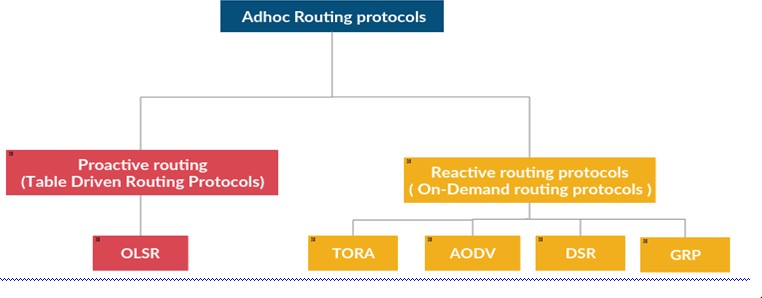 Adhoc Routing protocols
Proactive routing
(Table Driven Routing Protocols)
Reactive routing protocols
( On-Demand routing protocols )
OLSR
TORA
AODV
DSR
GRP